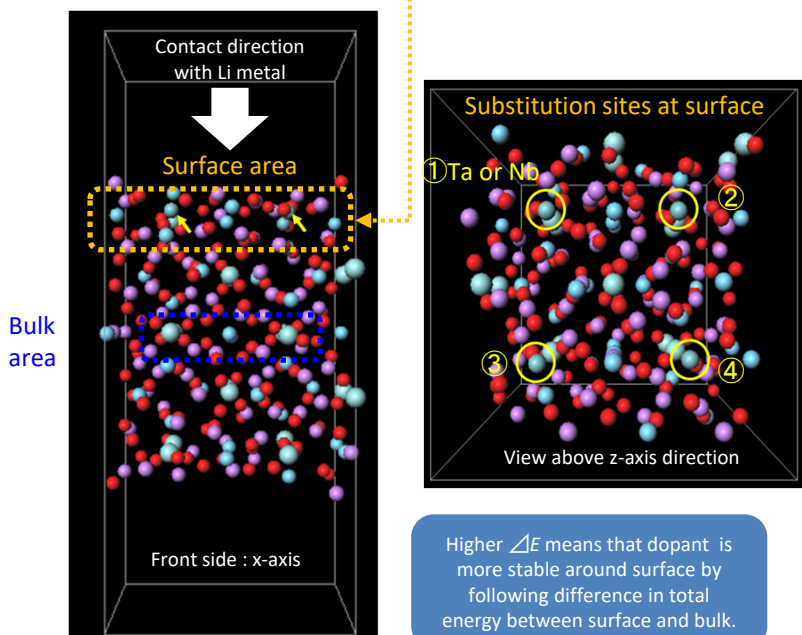 Contact direction
with Li metal
Surface area
Bulk
area
Front side : x-axis
Substitution sites at surface
①Ta or Nb
②
③
④
View above z-axis direction
Higher ⊿E means that dopant is
more stable around surface by
following difference in total
energy between surface and bulk.